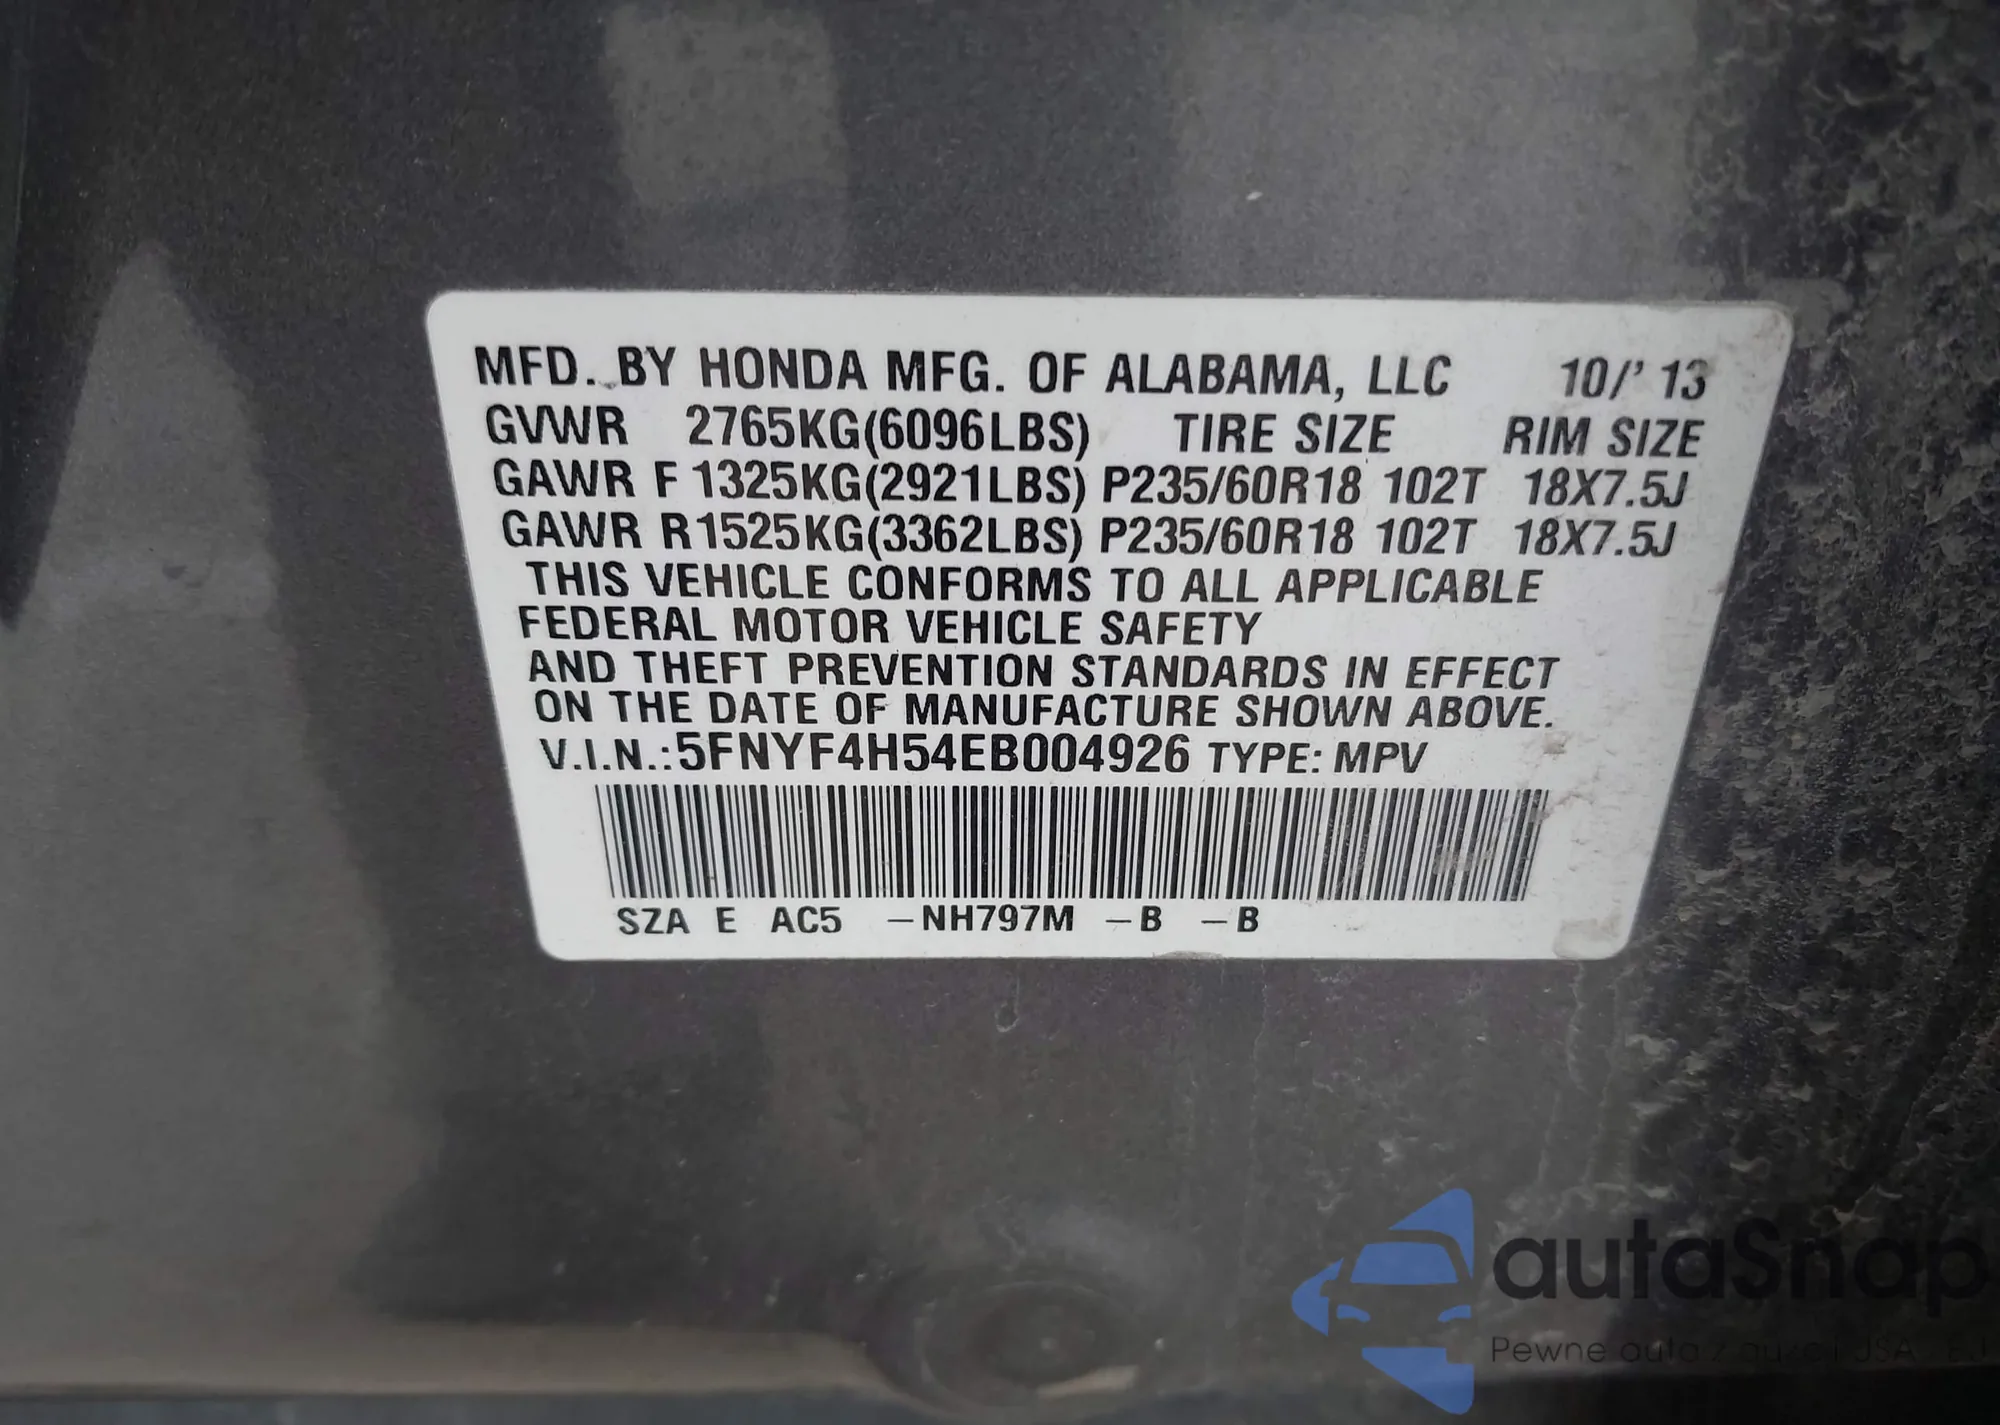 MFD. BY HONDA MFG. OF ALABAMA, LLC 10/' 13
GVWR 2765KG(6096LBS) TIRE SIZE RIM SIZE
GAWR F 1325KG(2921LBS) P235/60R18 102T 18X7.5J
GAWR R1525KG(3362LBS) P235/60R18 102T 18X7.5J
THIS VEHICLE CONFORMS TO ALL APPLICABLE
FEDERAL MOTOR VEHICLE SAFETY
AND THEFT PREVENTION STANDARDS IN EFFECT
ON THE DATE OF MANUFACTURE SHOWN ABOVE.
V.I.N.:5FNYF4H54EB004926 TYPE: MPV
SZA E AC5 –NH797M –B –B
autaSnap
Pewne auta z